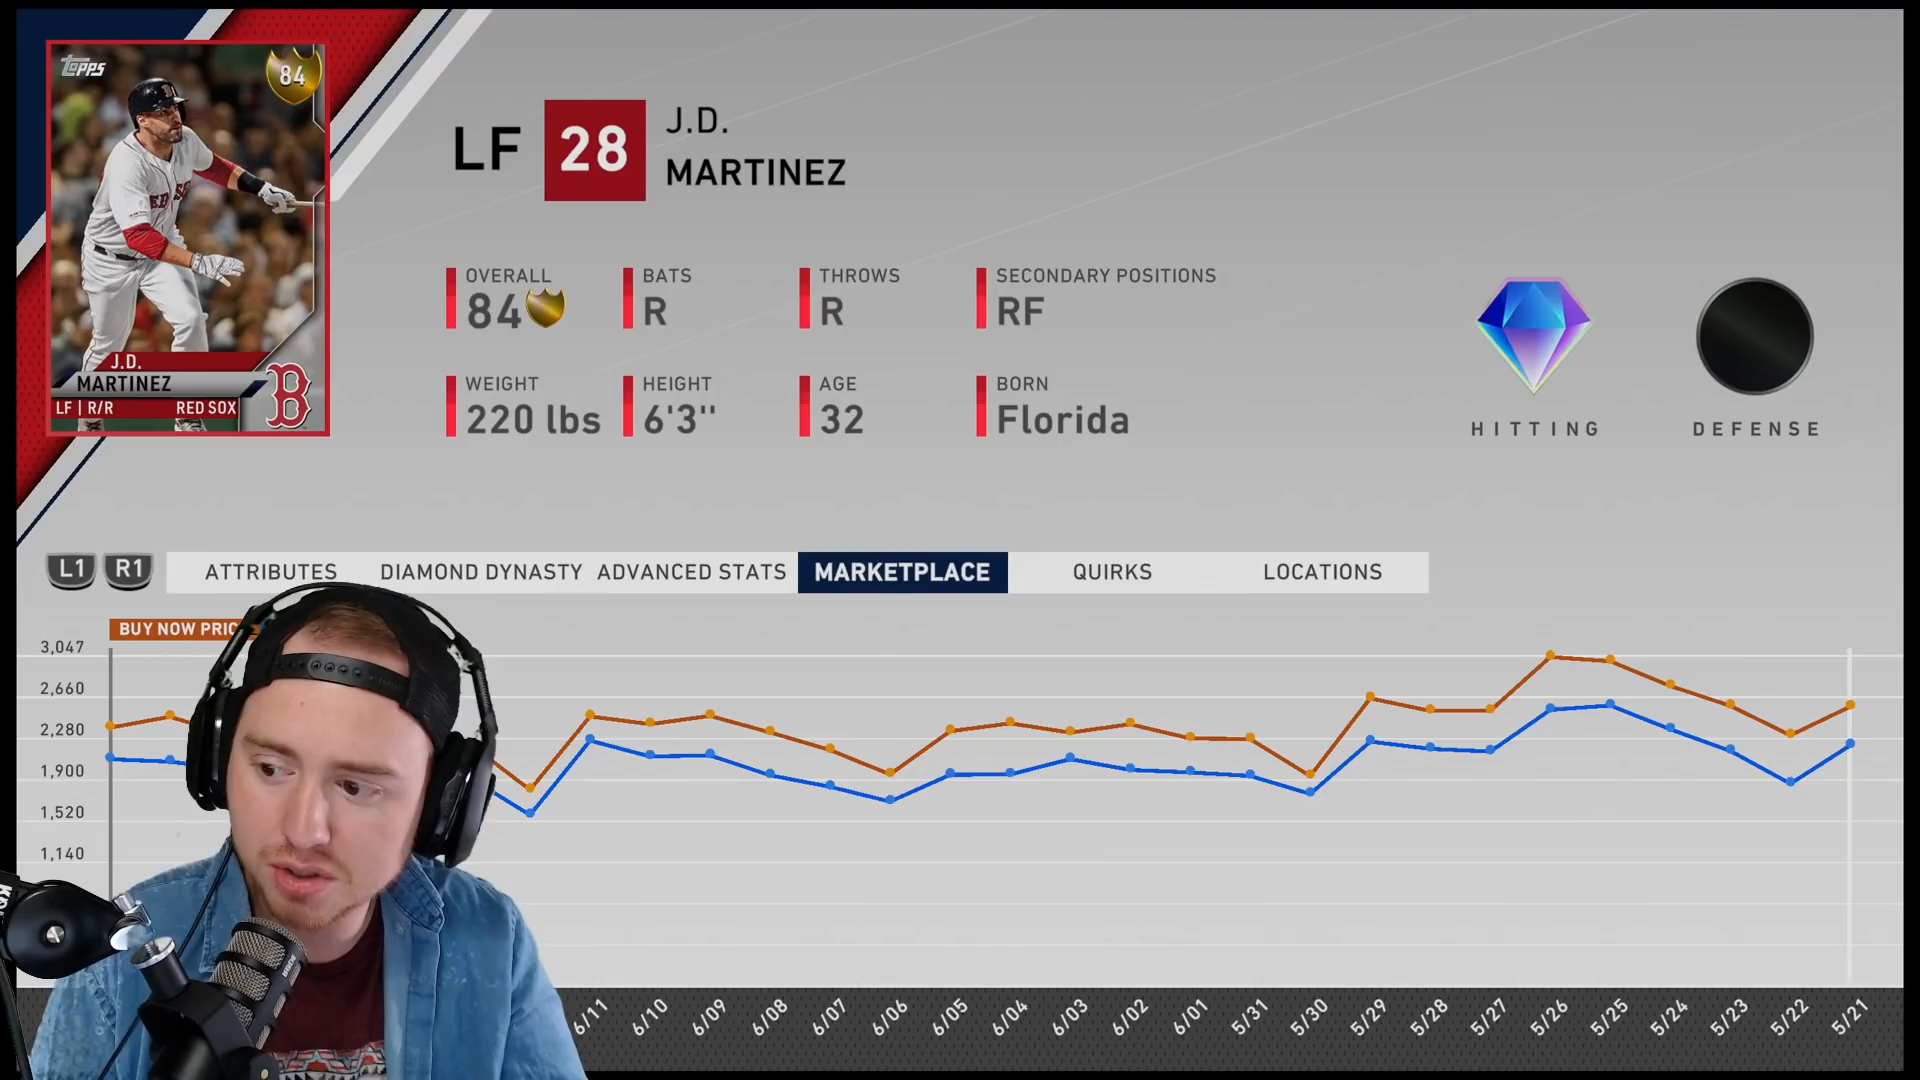 Topps
84
J.D.
MARTINEZ
LF | R/R RED SOX
LF 28 J.D.
MARTINEZ
OVERALL
84
BATS
R
THROWS
R
SECONDARY POSITIONS
RF
WEIGHT
220 lbs
HEIGHT
6'3''
AGE
32
BORN
Florida
HITTING
DEFENSE
L1 R1 ATTRIBUTES DIAMOND DYNASTY ADVANCED STATS MARKETPLACE QUIRKS LOCATIONS
BUY NOW
3,047
2,660
2,280
1,900
1,520
1,140
6/11 6/10 6/09 6/08 6/07 6/06 6/05 6/04 6/03 6/02 6/01 5/31 5/30 5/29 5/28 5/27 5/26 5/25 5/24 5/23 5/22 5/21